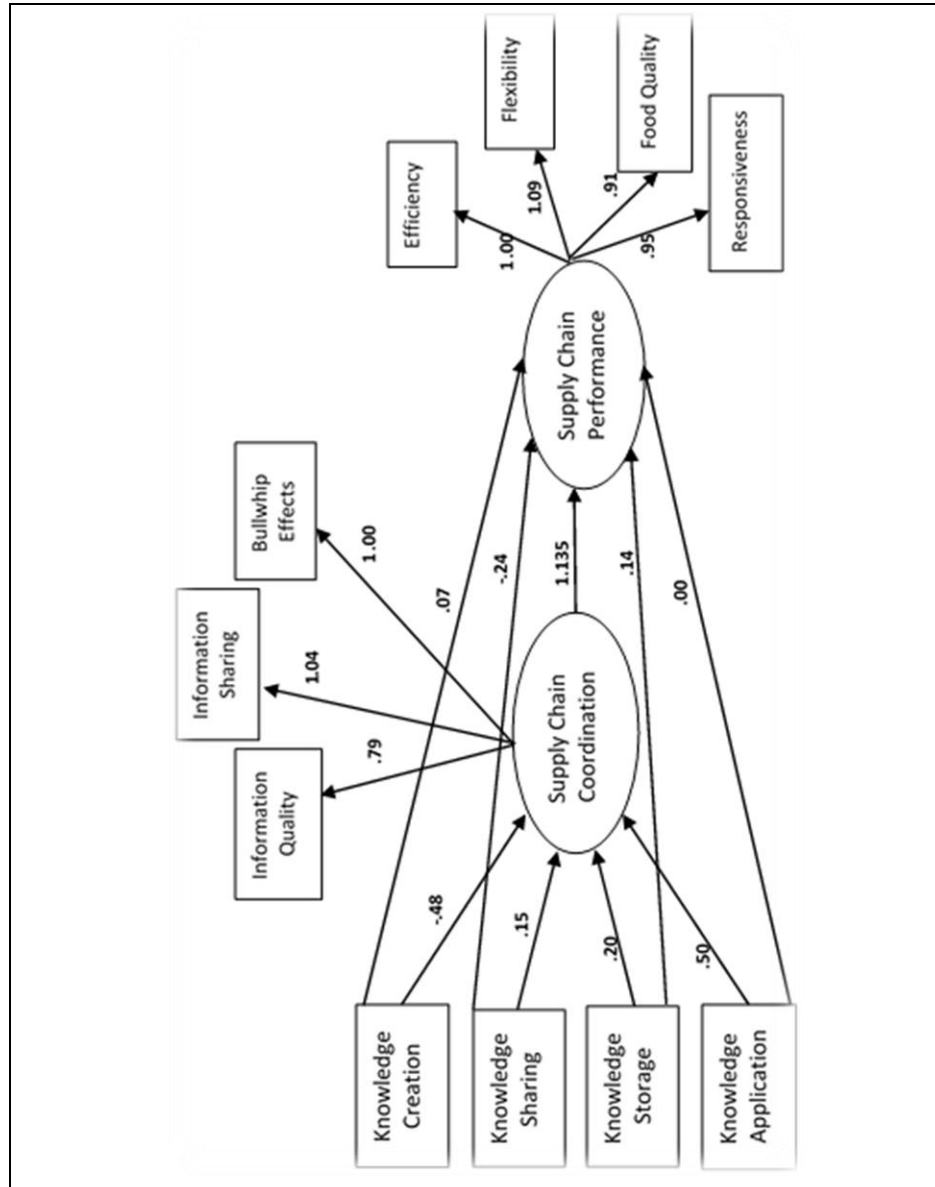 Knowledge
Creation
Knowledge
Sharing
Knowledge
Storage
Knowledge
Application
-.48
.15
.20
.50
Information
Quality
Information
Sharing
Bullwhip
Effects
.79
1.04
1.00
Supply Chain
Coordination
.07
-.24
1.135
.14
.00
Supply Chain
Performance
1.00
1.09
.91
.95
Efficiency
Flexibility
Food Quality
Responsiveness